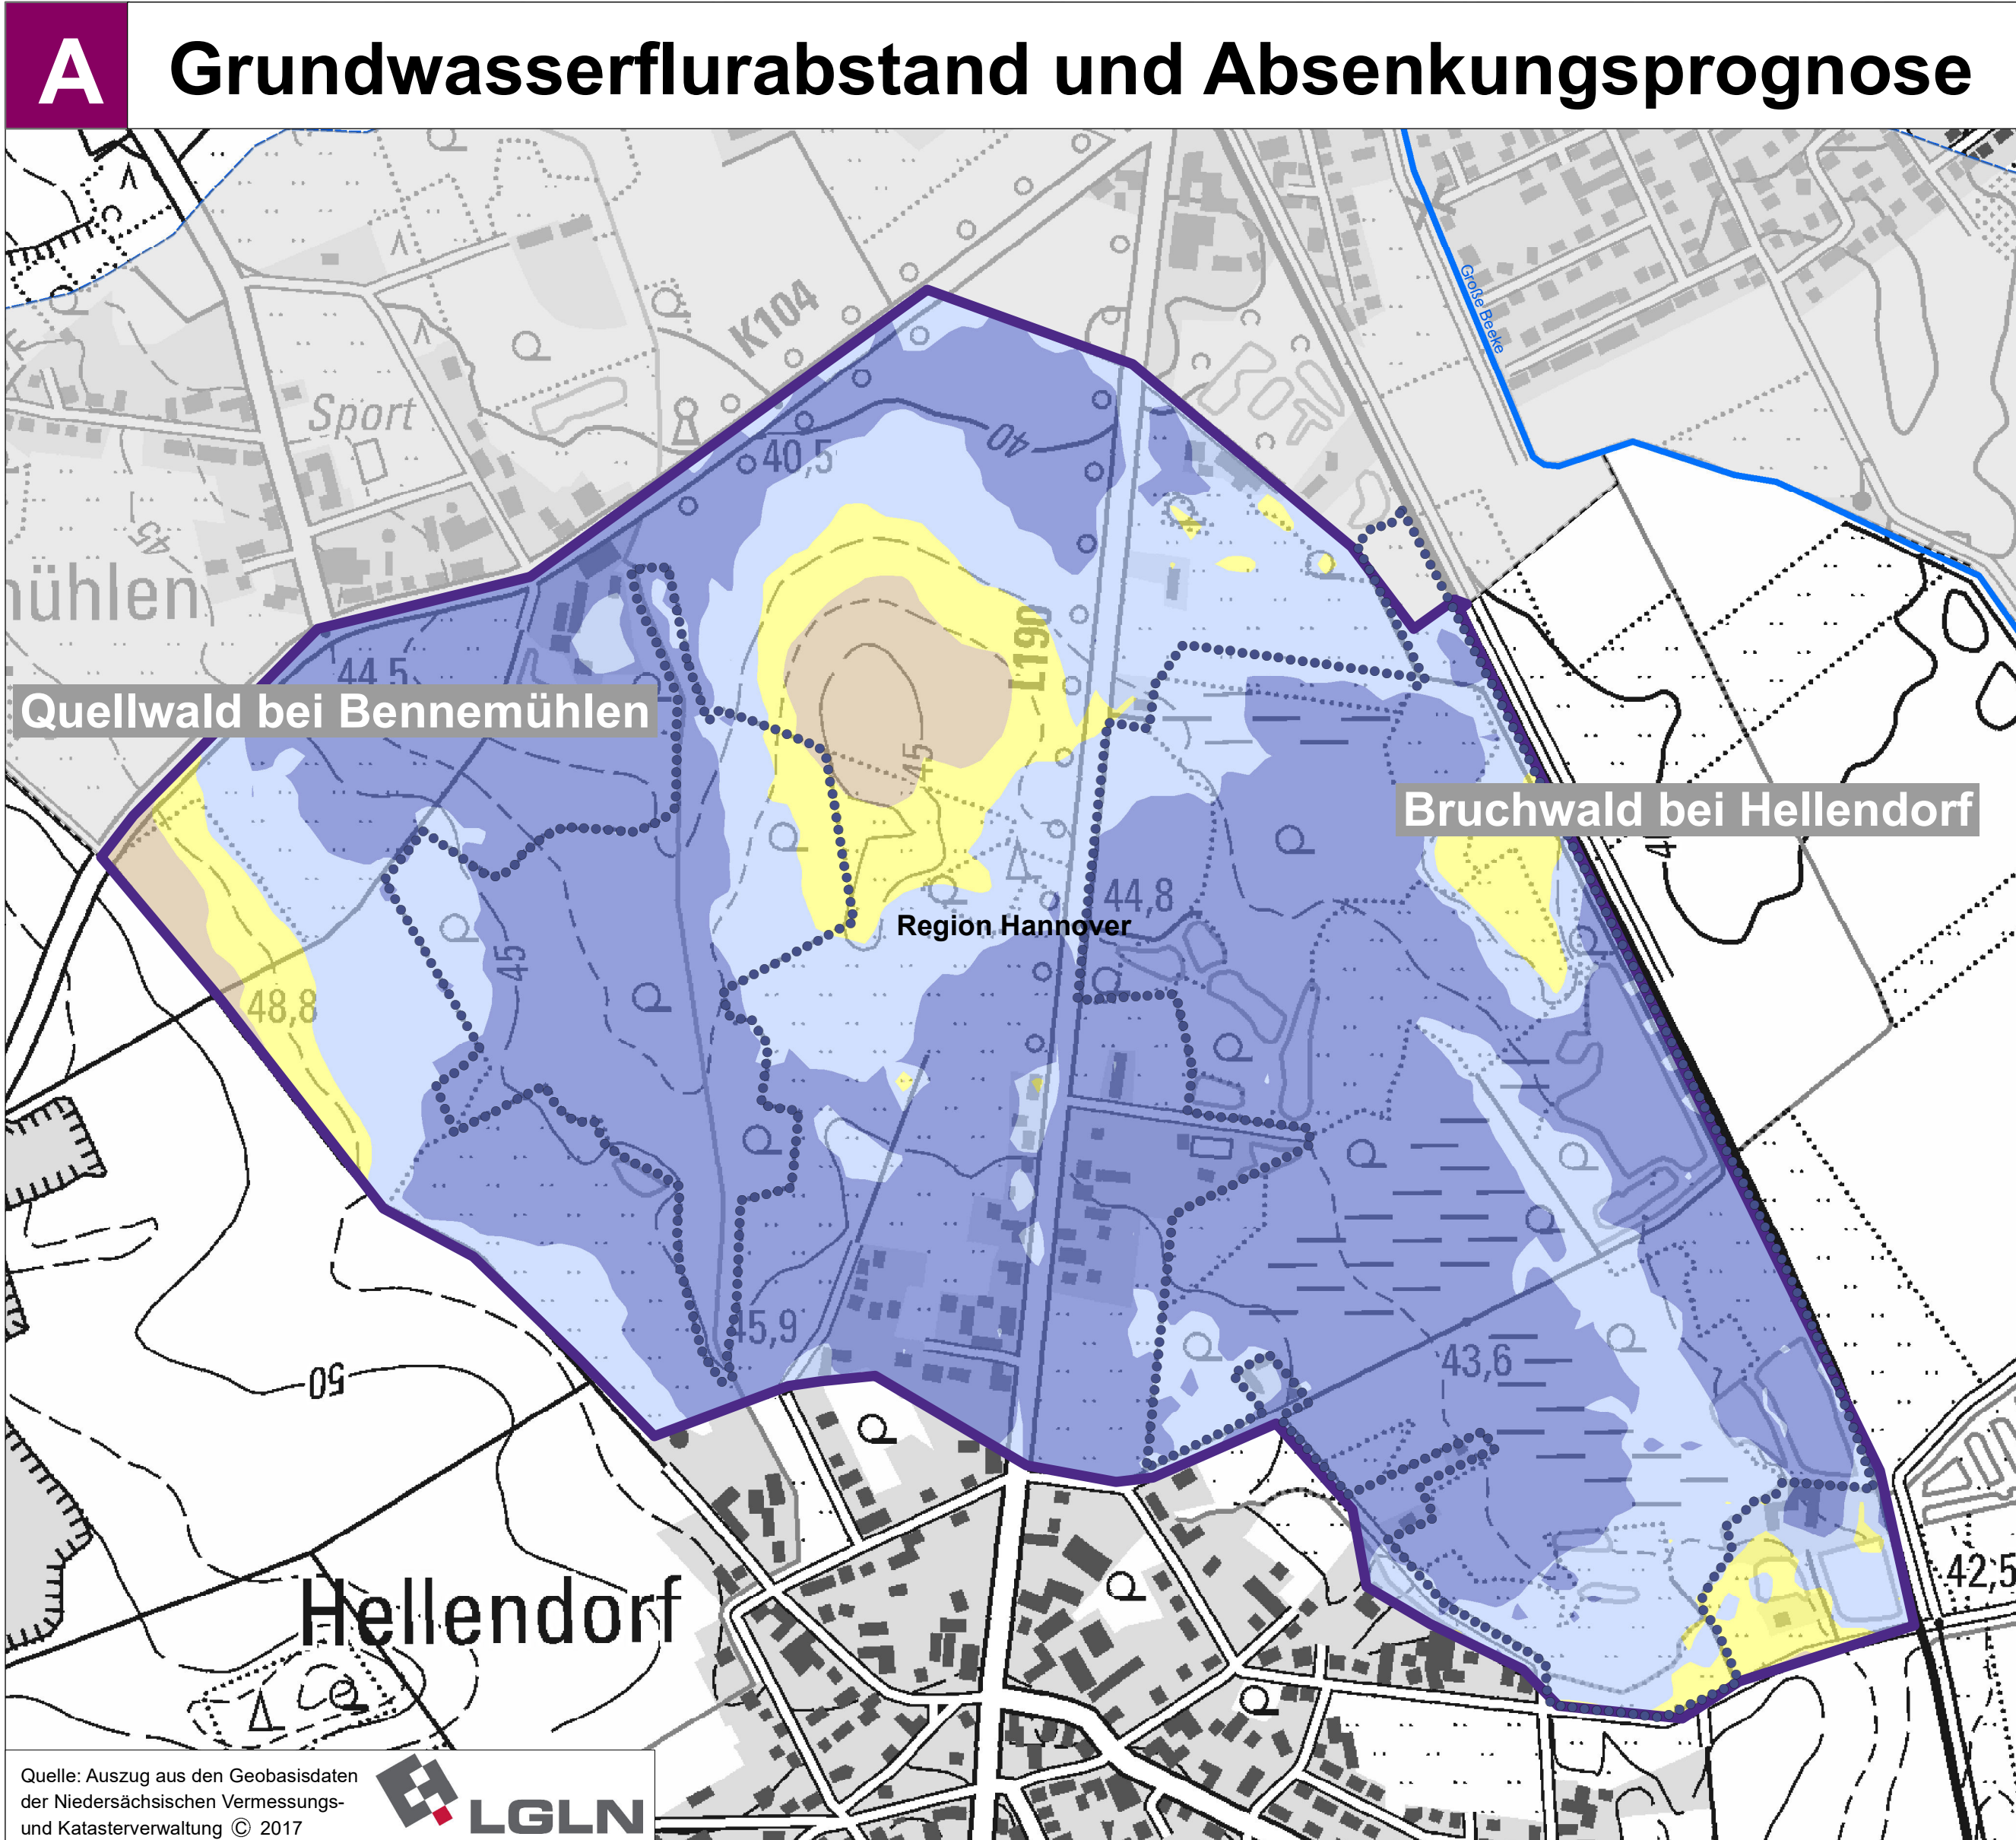 A
Grundwasserflurabstand und Absenkungsprognose
Große Beeke
K104
Sport
40
40,5
45
ühlen
L190
44,5
Quellwald bei Bennemühlen
45
Bruchwald bei Hellendorf
44,8
Region Hannover
45
48,8
45,9
43,6
50
42,5
Hellendorf
Quelle: Auszug aus den Geobasisdaten
der Niedersächsischen Vermessungs-
und Katasterverwaltung © 2017
LGLN